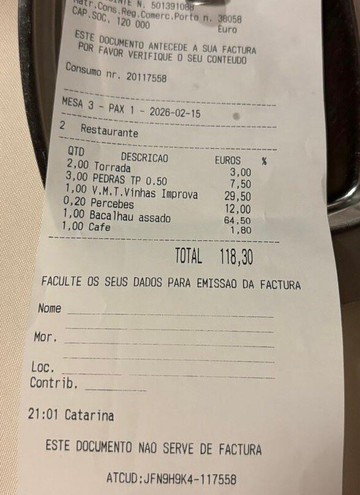 Matr.Cons.Reg.Comerc.Porto n. 38058
CAP.SOC. 120 000 Euro
ESTE DOCUMENTO ANTECEDE A SUA FACTURA
POR FAVOR VERIFIQUE O SEU CONTEUDO
Consumo nr. 20117558
MESA 3 - PAX 1 - 2026-02-15
2 Restaurante
QTD DESCRICAO EUROS %
2,00 Torrada 3,00
3,00 PEDRAS TP 0.50 7,50
1,00 V.M.T.Vinhas Improva 29,50
0,20 Percebes 12,00
1,00 Bacalhau assado 64,50
1,00 Cafe 1,80
TOTAL 118,30
FACULTE OS SEUS DADOS PARA EMISSAO DA FACTURA
Nome
Mor.
Loc.
Contrib.
21:01 Catarina
ESTE DOCUMENTO NAO SERVE DE FACTURA
ATCUD:JFN9H9K4-117558